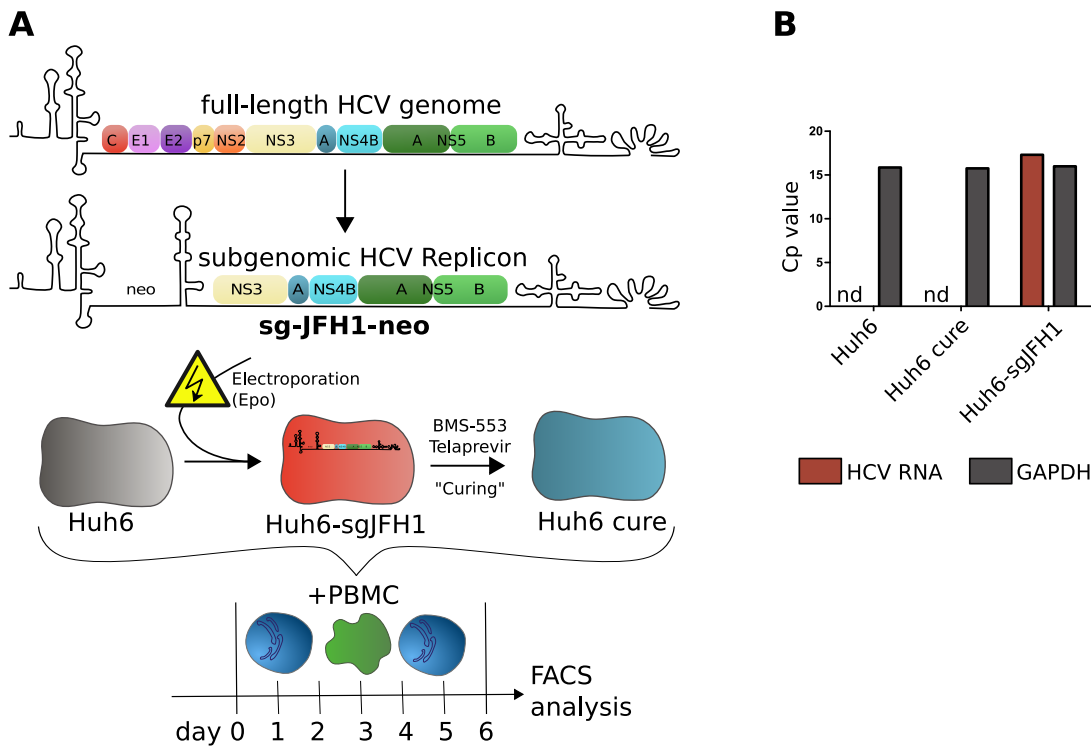 A
full-length HCV genome
C E1 E2 p7 NS2 NS3 A NS4B A NS5 B
subgenomic HCV Replicon
neo NS3 A NS4B A NS5 B
sg-JFH1-neo
Electroporation
(Epo)
BMS-553
Telaprevir
"Curing"
Huh6 Huh6-sgJFH1 Huh6 cure
+PBMC
FACS
analysis
day 0 1 2 3 4 5 6
B
Cp value
20
15
10
5
0
nd nd
Huh6 Huh6 cure Huh6-sgJFH1
HCV RNA GAPDH